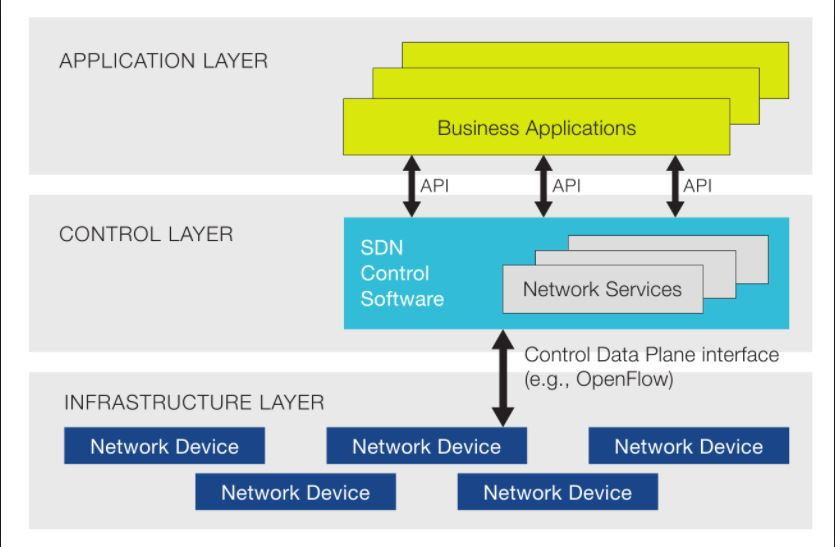 APPLICATION LAYER
Business Applications
API
API
API
CONTROL LAYER
SDN
Control
Software
Network Services
Control Data Plane interface
(e.g., OpenFlow)
INFRASTRUCTURE LAYER
Network Device
Network Device
Network Device
Network Device
Network Device